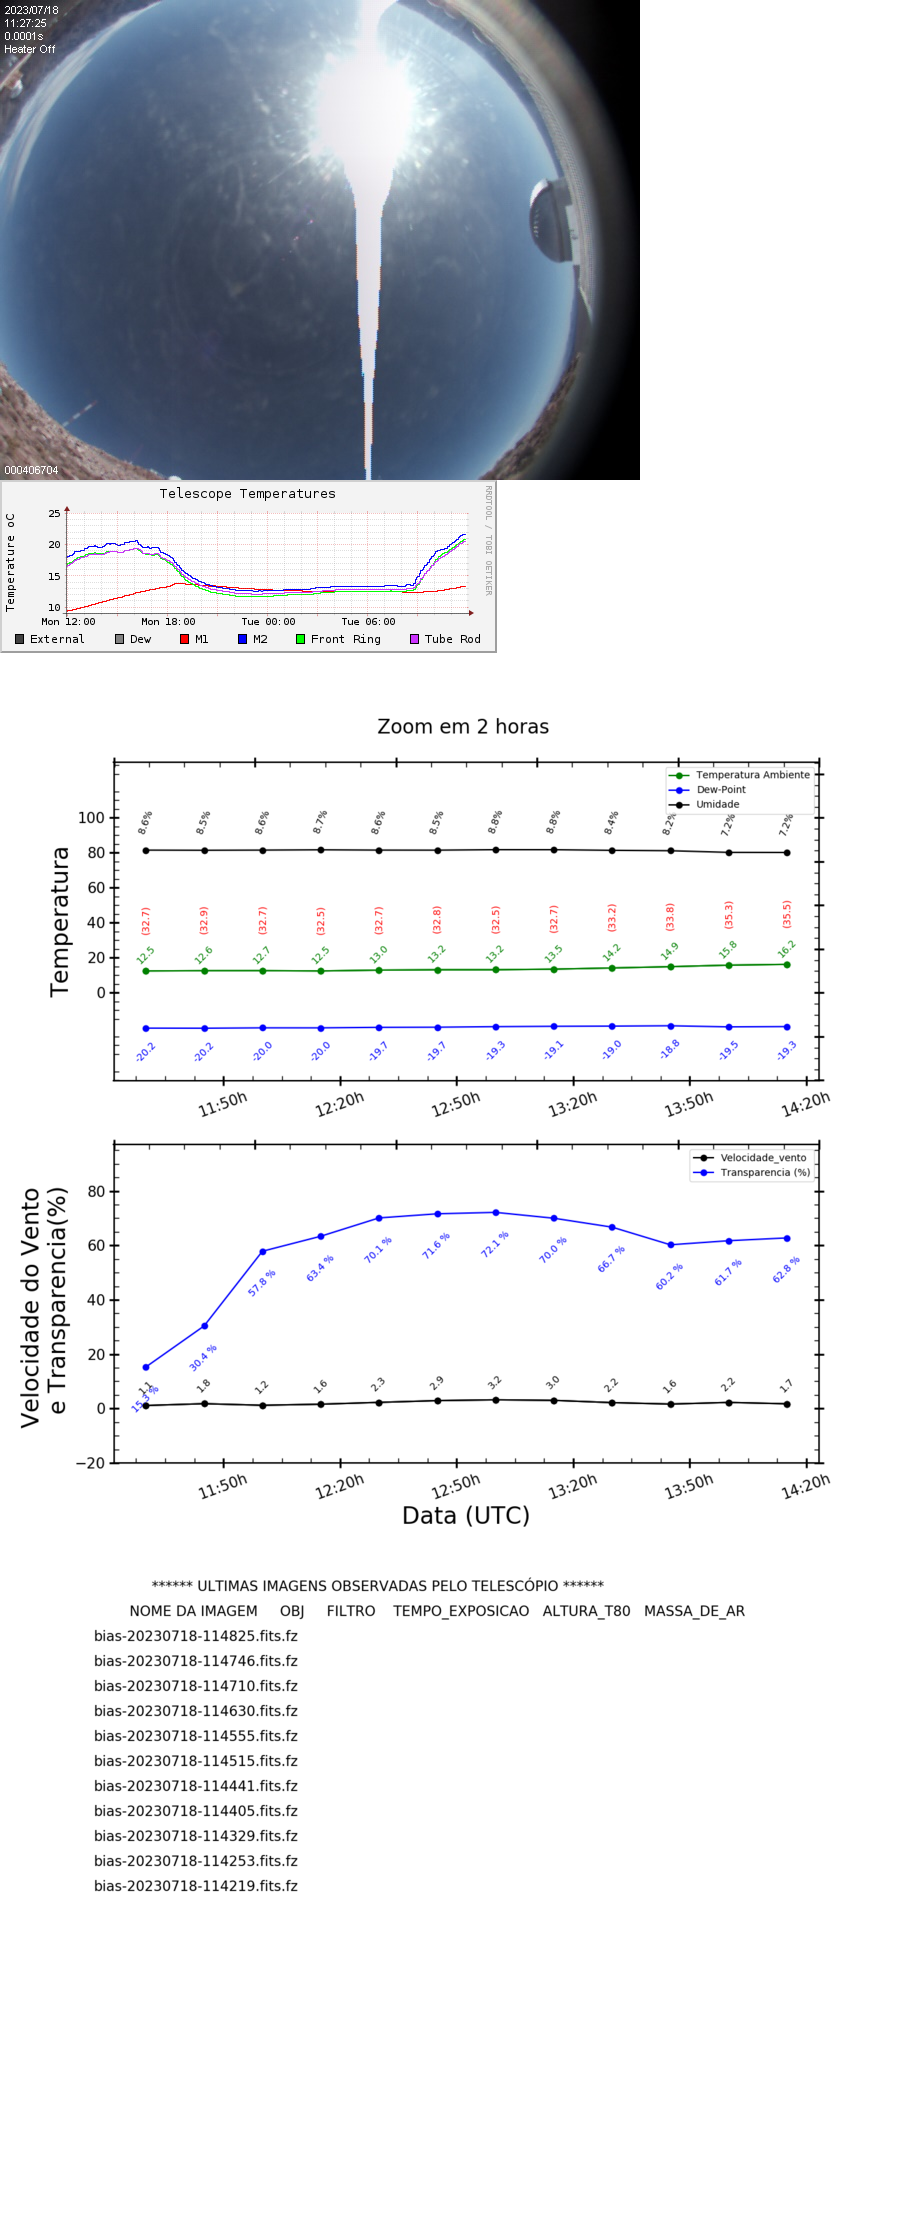 2023/07/18
11:27:25
0.0001s
Heater Off
000406704
Telescope Temperatures
RRDTOOL / TOBI OETIKER
Temperature oC
25
20
15
10
Mon 12:00 Mon 18:00 Tue 00:00 Tue 06:00
External Dew M1 M2 Front Ring Tube Rod
Zoom em 2 horas
Temperatura Ambiente
Dew-Point
Umidade
Temperatura
100
80
60
40
20
0
8.6% 8.5% 8.6% 8.7% 8.6% 8.5% 8.8% 8.8% 8.4% 8.2% 7.2% 7.2%
(32.7) (32.9) (32.7) (32.5) (32.7) (32.8) (32.5) (32.7) (33.2) (33.8) (35.3) (35.5)
12.5 12.6 12.7 12.5 13.0 13.2 13.2 13.5 14.2 14.9 15.8 16.2
-20.2 -20.2 -20.0 -20.0 -19.7 -19.7 -19.3 -19.1 -19.0 -18.8 -19.5 -19.3
11:50h 12:20h 12:50h 13:20h 13:50h 14:20h
Velocidade_vento
Transparencia (%)
Velocidade do Vento
e Transparencia(%)
80
60
40
20
0
−20
15.3 % 30.4 % 57.8 % 63.4 % 70.1 % 71.6 % 72.1 % 70.0 % 66.7 % 60.2 % 61.7 % 62.8 %
1.1 1.8 1.2 1.6 2.3 2.9 3.2 3.0 2.2 1.6 2.2 1.7
11:50h 12:20h 12:50h 13:20h 13:50h 14:20h
Data (UTC)
****** ULTIMAS IMAGENS OBSERVADAS PELO TELESCÓPIO ******
NOME DA IMAGEM OBJ FILTRO TEMPO_EXPOSICAO ALTURA_T80 MASSA_DE_AR
bias-20230718-114825.fits.fz
bias-20230718-114746.fits.fz
bias-20230718-114710.fits.fz
bias-20230718-114630.fits.fz
bias-20230718-114555.fits.fz
bias-20230718-114515.fits.fz
bias-20230718-114441.fits.fz
bias-20230718-114405.fits.fz
bias-20230718-114329.fits.fz
bias-20230718-114253.fits.fz
bias-20230718-114219.fits.fz